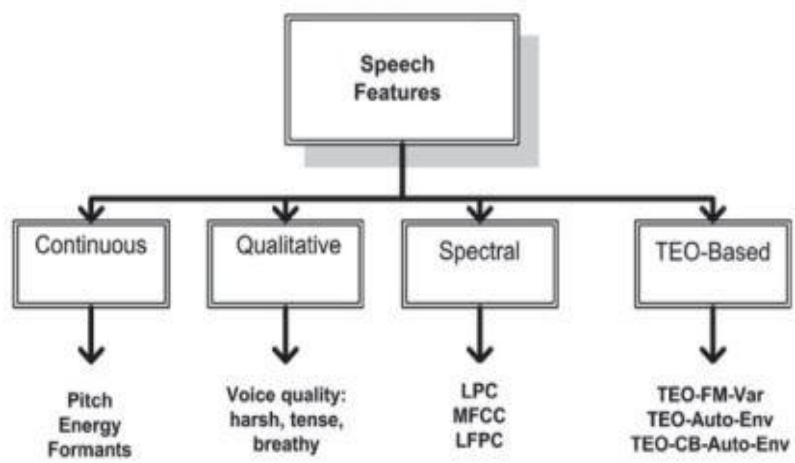 Speech
Features
Continuous
Qualitative
Spectral
TEO-Based
Pitch
Energy
Formants
Voice quality:
harsh, tense,
breathy
LPC
MFCC
LFPC
TEO-FM-Var
TEO-Auto-Env
TEO-CB-Auto-Env